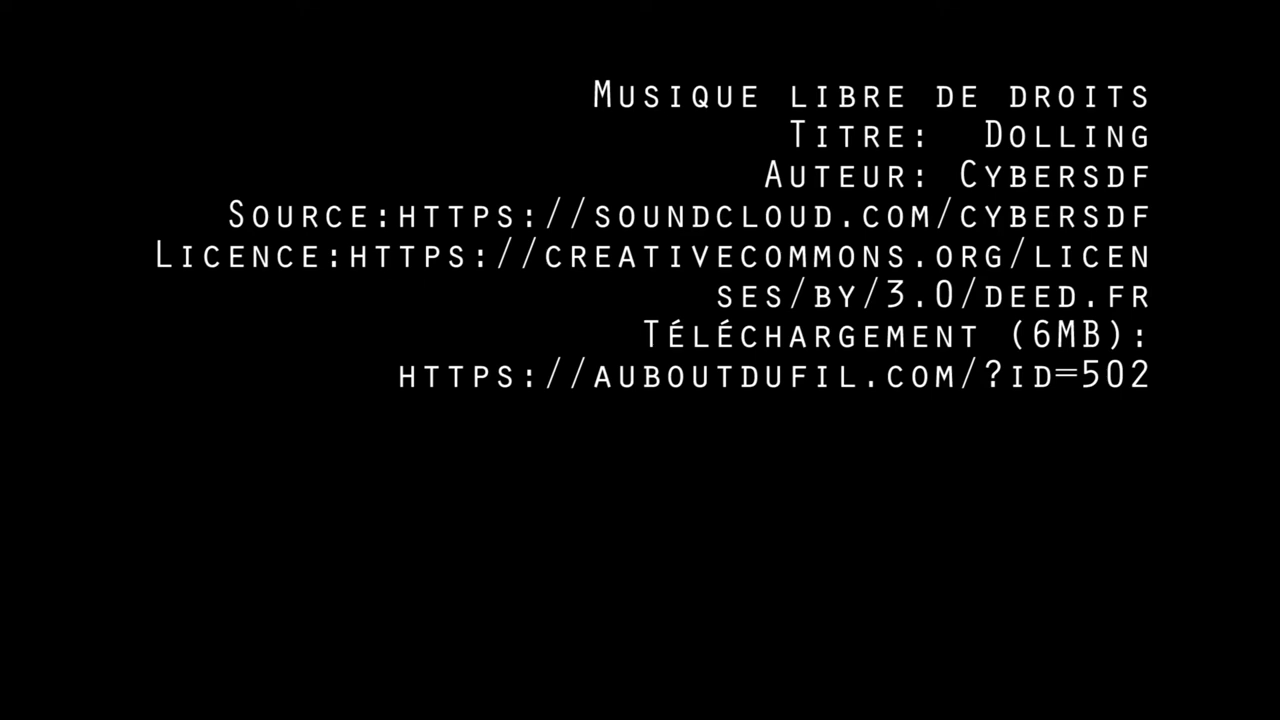 Musique libre de droits
Titre:  Dolling
Auteur: Cybersdf
Source:https://soundcloud.com/cybersdf
Licence:https://creativecommons.org/licen
ses/by/3.0/deed.fr
Téléchargement (6MB):
https://auboutdufil.com/?id=502